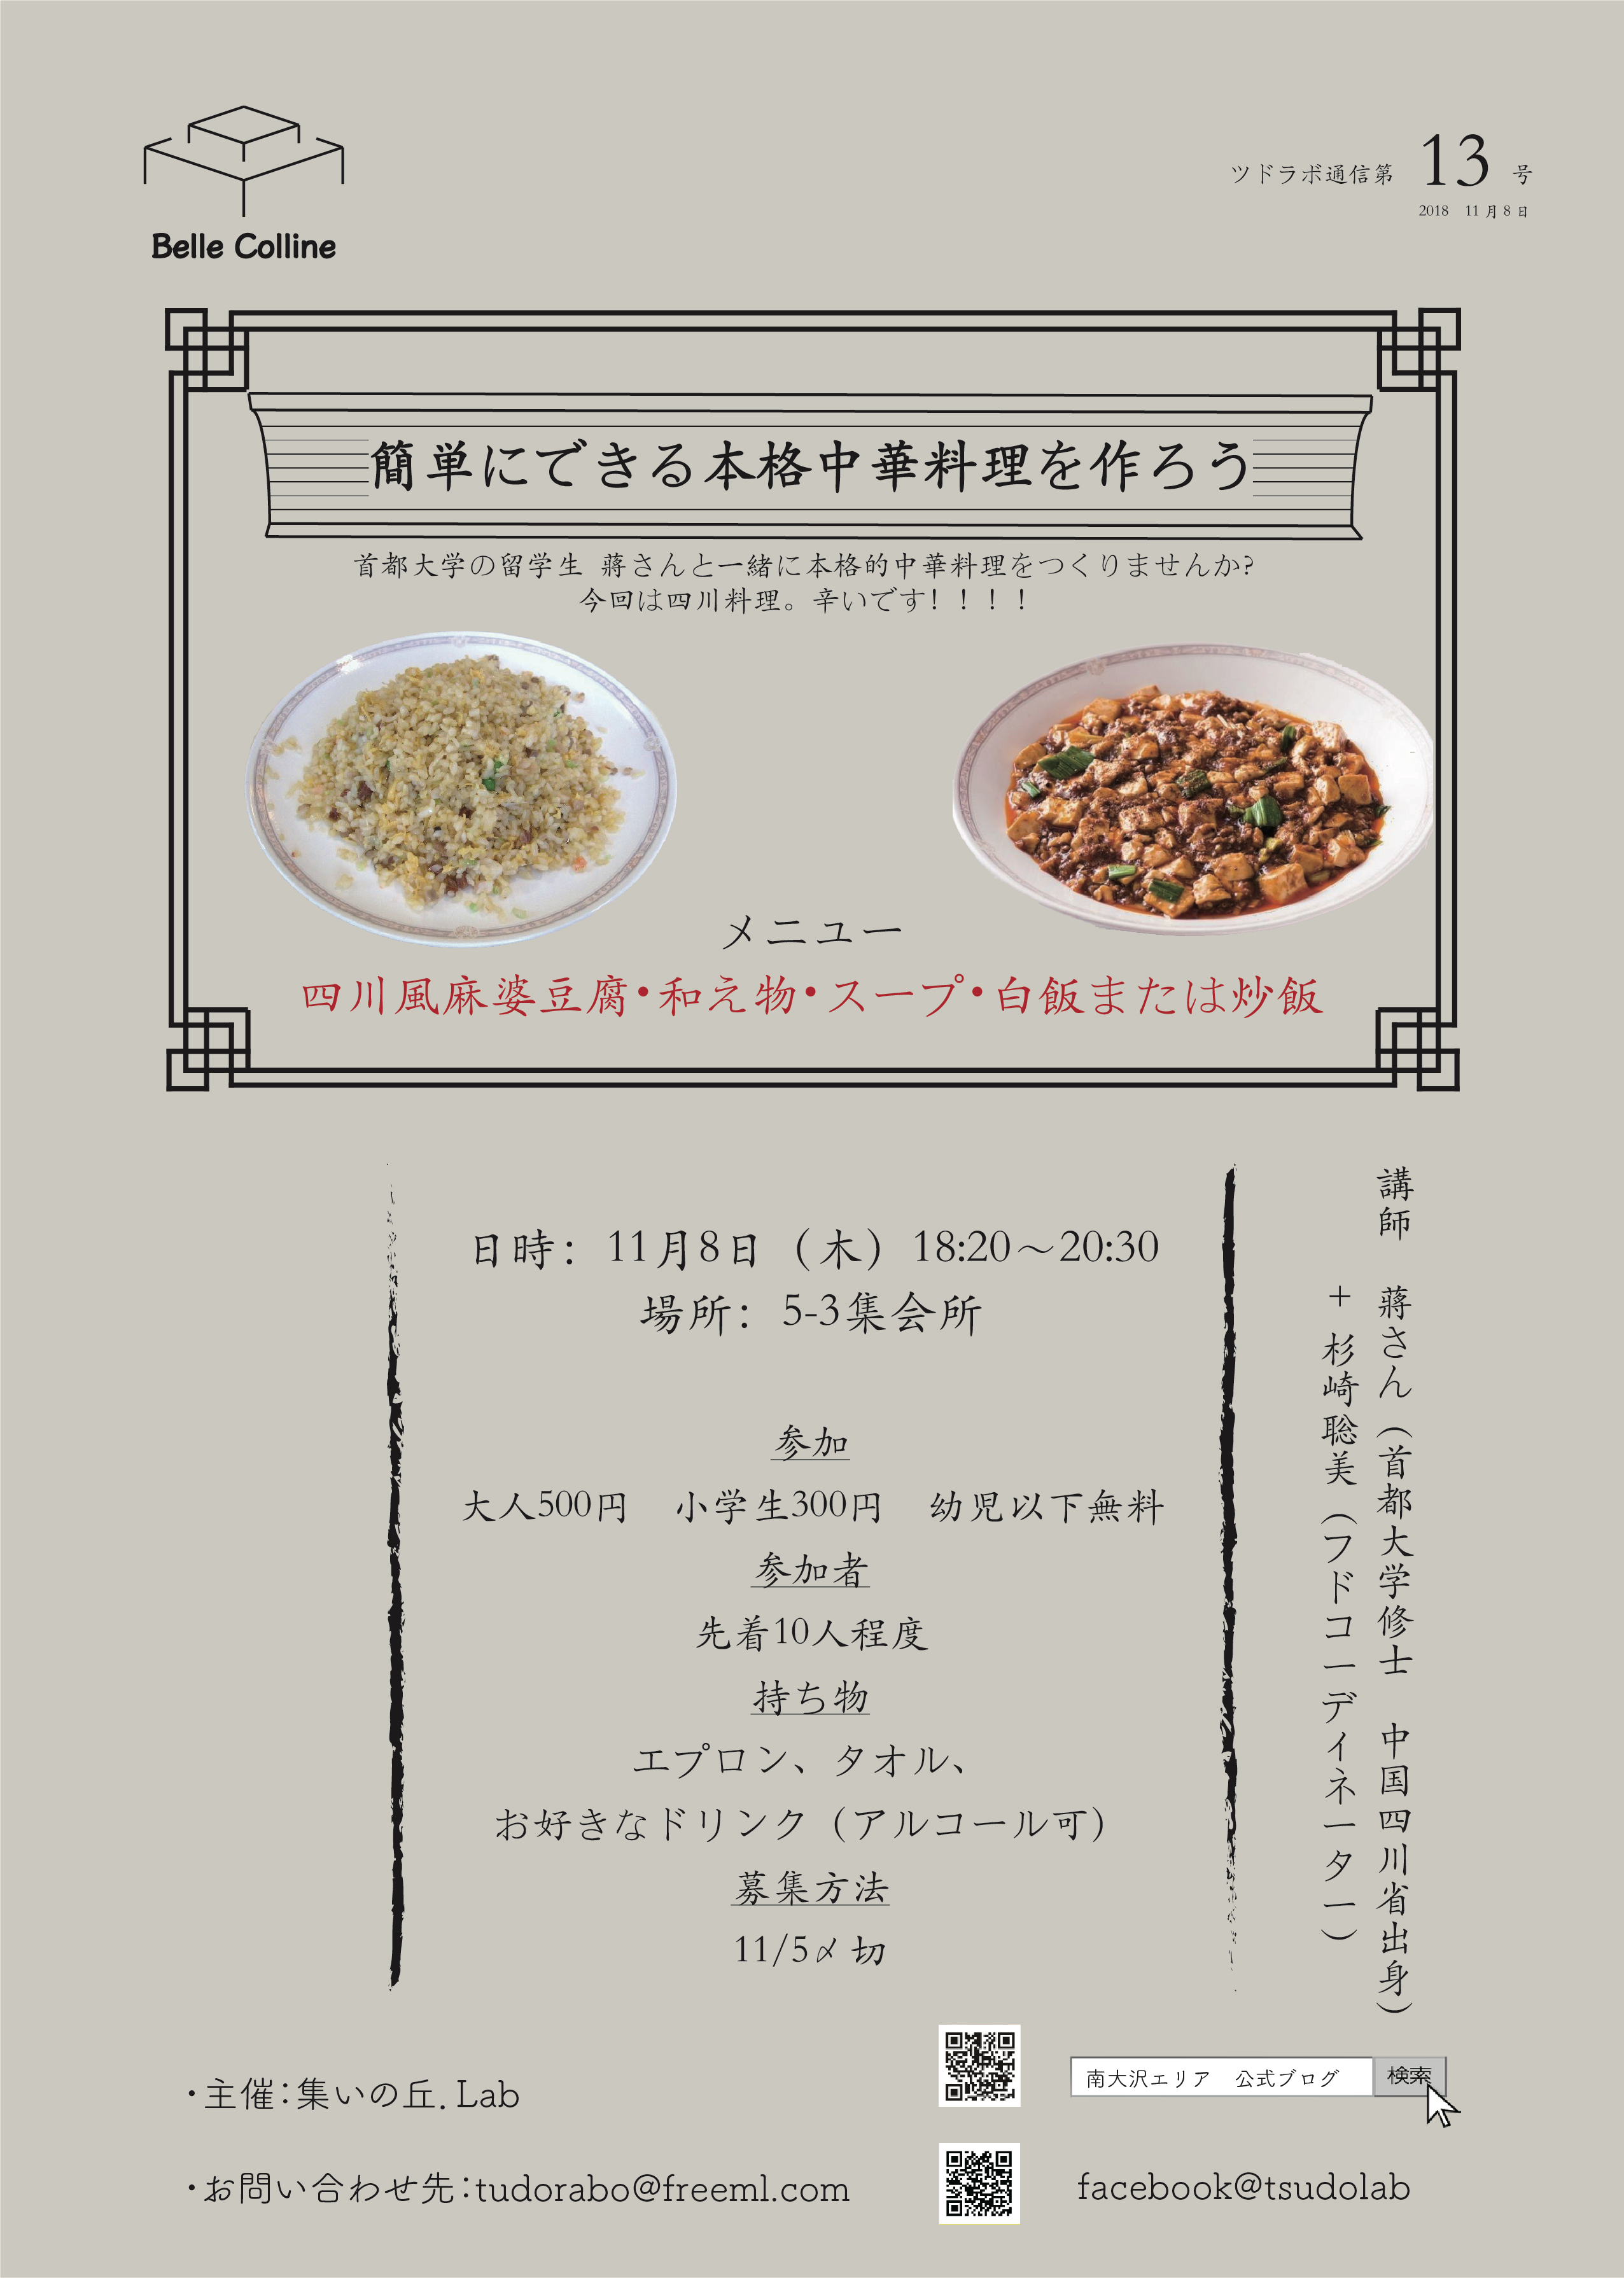 Belle Colline
ツドラボ通信第 13 号
2018 11月8日
簡単にできる本格中華料理を作ろう
首都大学の留学生 蔣さんと一緒に本格的中華料理をつくりませんか?
今回は四川料理。辛いです！！！！
メニュー
四川風麻婆豆腐・和え物・スープ・白飯または炒飯
講師 蔣さん（首都大学修士 中国四川省出身）
＋ 杉崎聡美（フドコーディネーター）
日時：11月8日（木）18:20～20:30
場所：5-3集会所
参加
大人500円 小学生300円 幼児以下無料
参加者
先着10人程度
持ち物
エプロン、タオル、
お好きなドリンク（アルコール可）
募集方法
11/5〆切
・主催：集いの丘. Lab
南大沢エリア 公式ブログ 検索
・お問い合わせ先：tudorabo@freeml.com
facebook@tsudolab